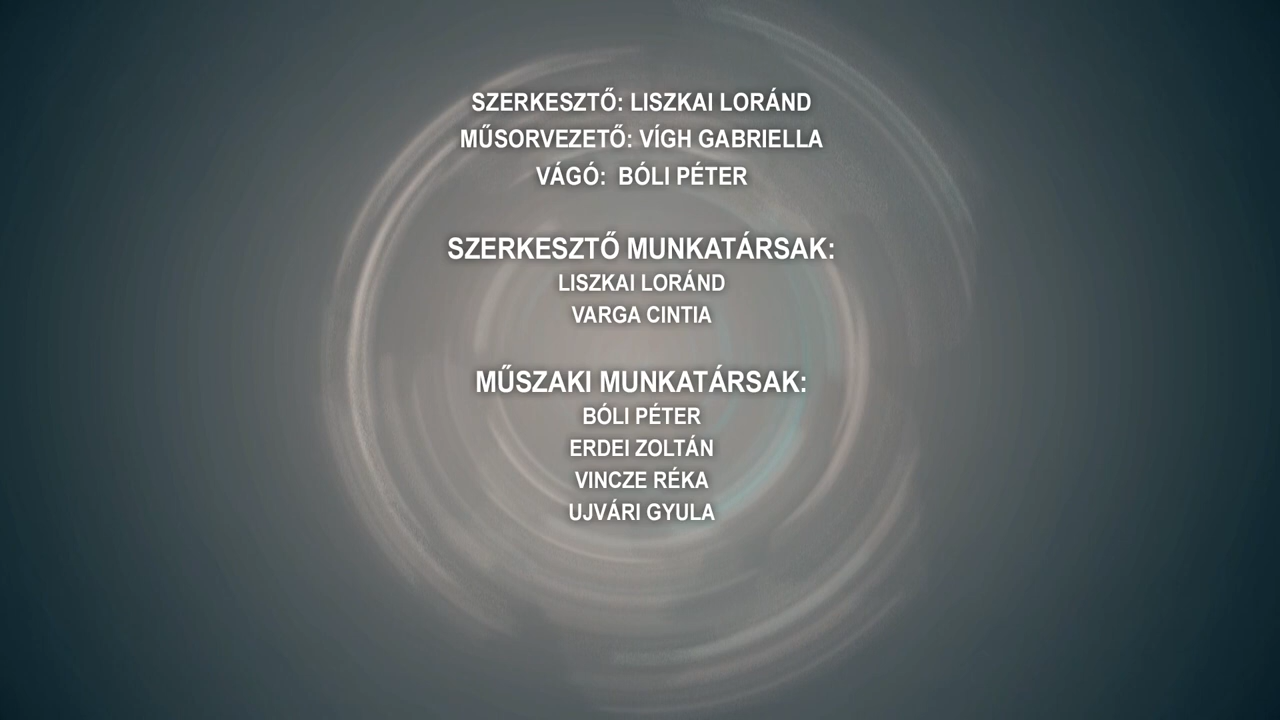 SZERKESZTŐ: LISZKAI LORÁND
MŰSORVEZETŐ: VÍGH GABRIELLA
VÁGÓ: BÓLI PÉTER
SZERKESZTŐ MUNKATÁRSAK:
LISZKAI LORÁND
VARGA CINTIA
MŰSZAKI MUNKATÁRSAK:
BÓLI PÉTER
ERDEI ZOLTÁN
VINCZE RÉKA
UJVÁRI GYULA